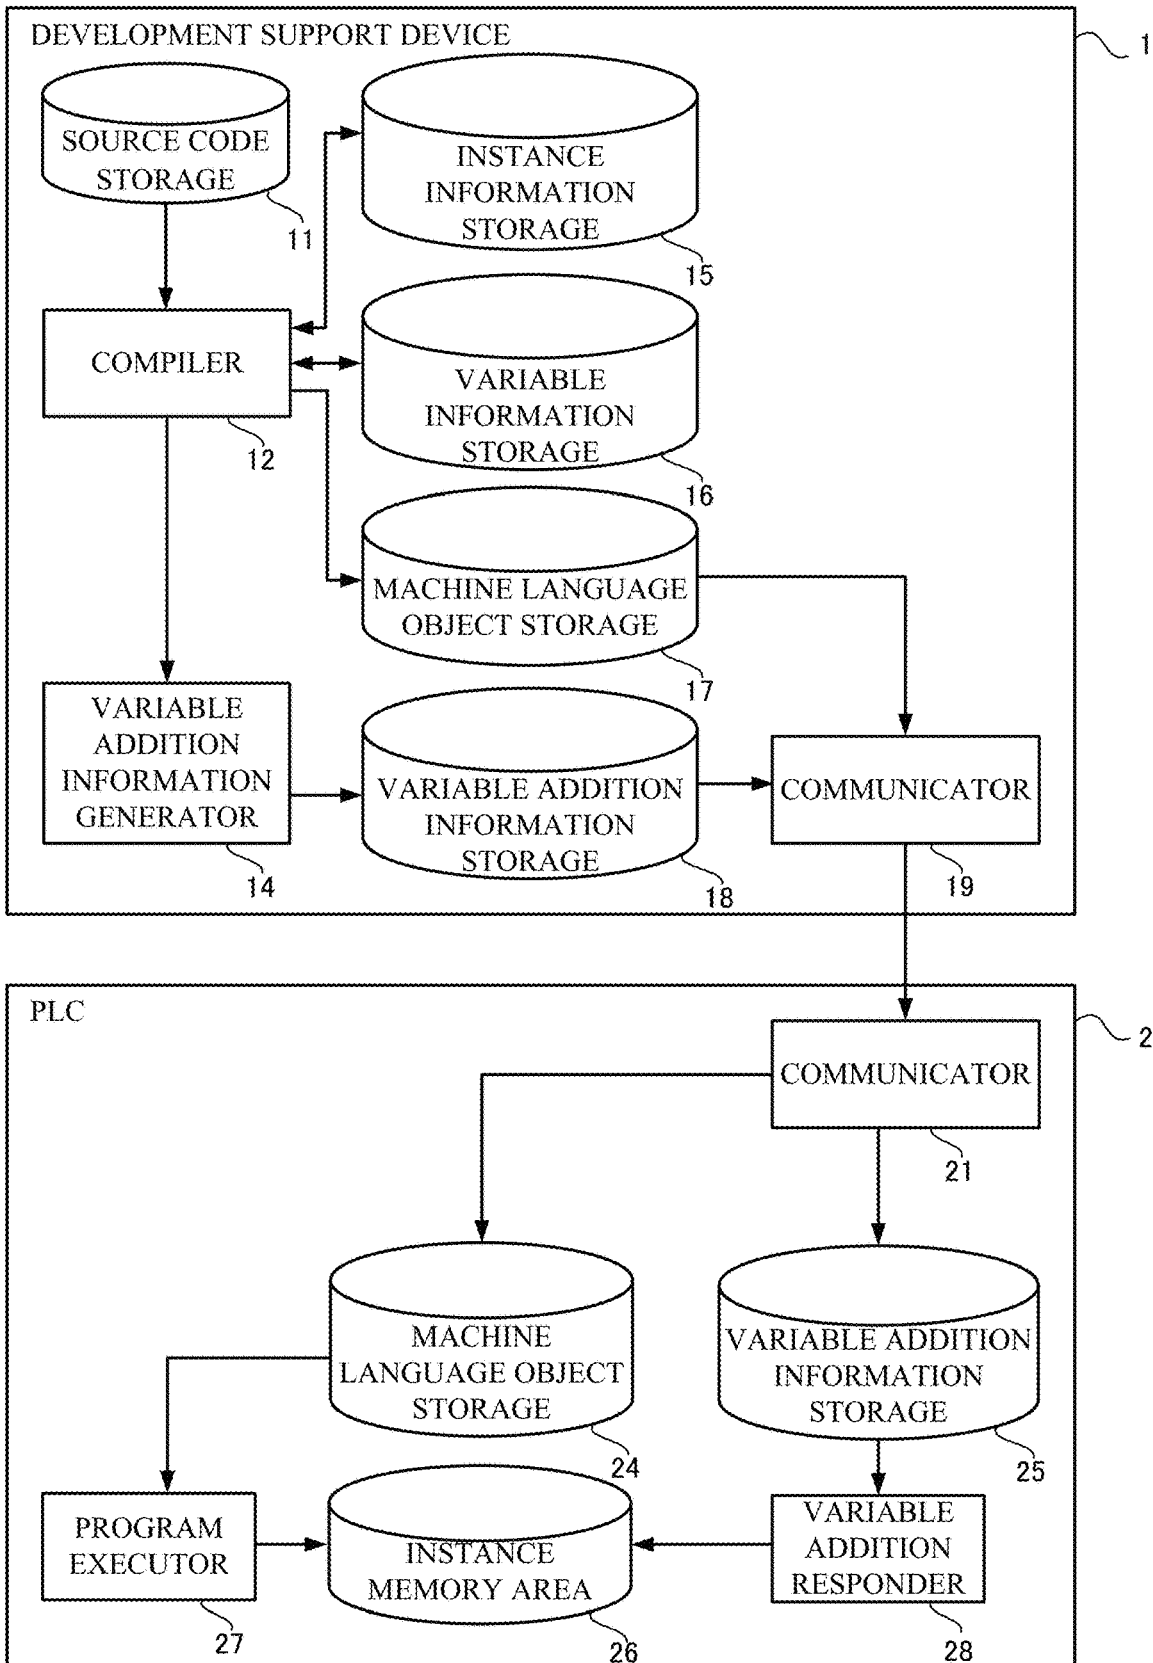 DEVELOPMENT SUPPORT DEVICE
1
SOURCE CODE
STORAGE
11
INSTANCE
INFORMATION
STORAGE
15
COMPILER
12
VARIABLE
INFORMATION
STORAGE
16
MACHINE LANGUAGE
OBJECT STORAGE
17
VARIABLE
ADDITION
INFORMATION
GENERATOR
14
VARIABLE ADDITION
INFORMATION
STORAGE
18
COMMUNICATOR
19
PLC
2
COMMUNICATOR
21
MACHINE
LANGUAGE OBJECT
STORAGE
24
VARIABLE ADDITION
INFORMATION
STORAGE
25
PROGRAM
EXECUTOR
27
INSTANCE
MEMORY AREA
26
VARIABLE
ADDITION
RESPONDER
28